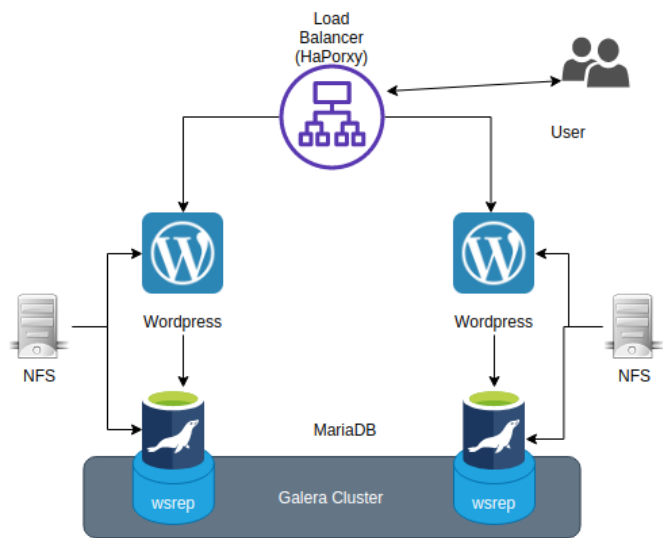 Load
Balancer
(HaPorxy)
User
Wordpress
Wordpress
NFS
NFS
MariaDB
wsrep
Galera Cluster
wsrep